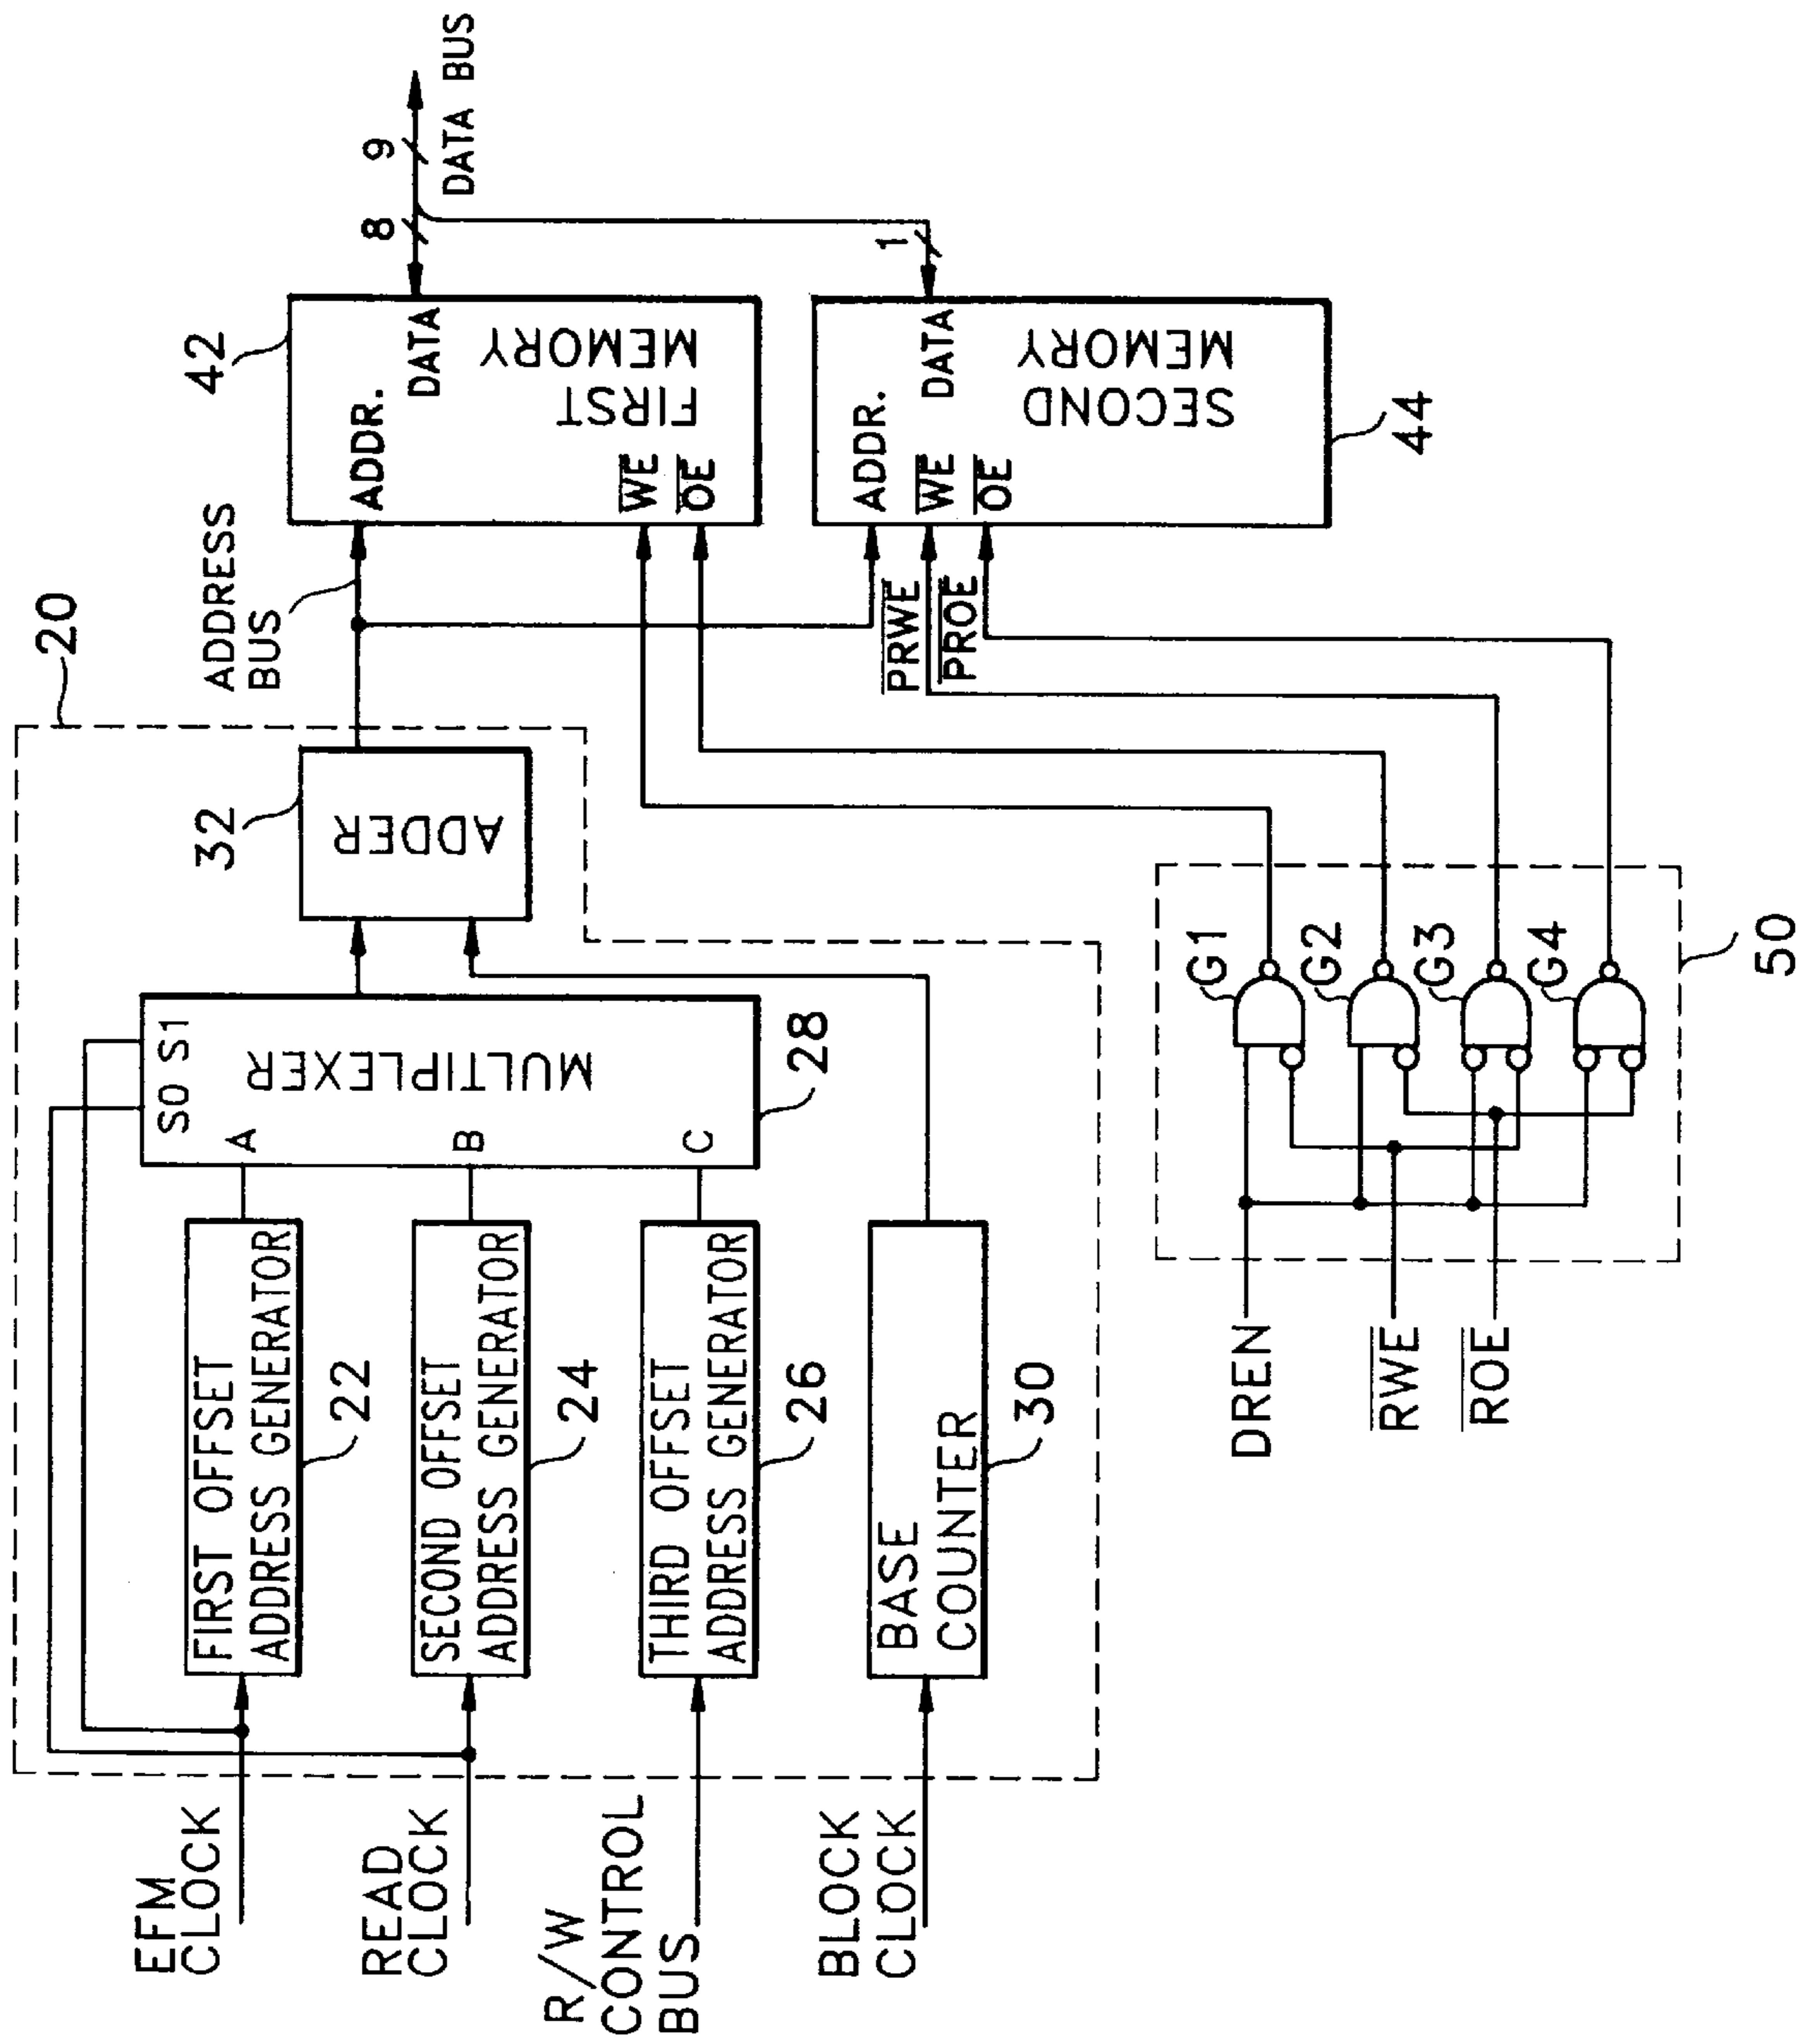 20
EFM
CLOCK
READ
CLOCK
R/W
CONTROL
BUS
BLOCK
CLOCK
FIRST OFFSET
ADDRESS GENERATOR
22
SECOND OFFSET
ADDRESS GENERATOR
24
THIRD OFFSET
ADDRESS GENERATOR
26
BASE
COUNTER
30
S0 S1
A
B
C
MULTIPLEXER
28
32
ADDER
ADDRESS
BUS
42
ADDR.
DATA
FIRST
MEMORY
WE
OE
8
9
DATA BUS
DATA BUS
1
ADDR.
WE
DATA
OE
SECOND
MEMORY
44
PRWE
PROE
DREN
RWE
ROE
G1
G2
G3
G4
50